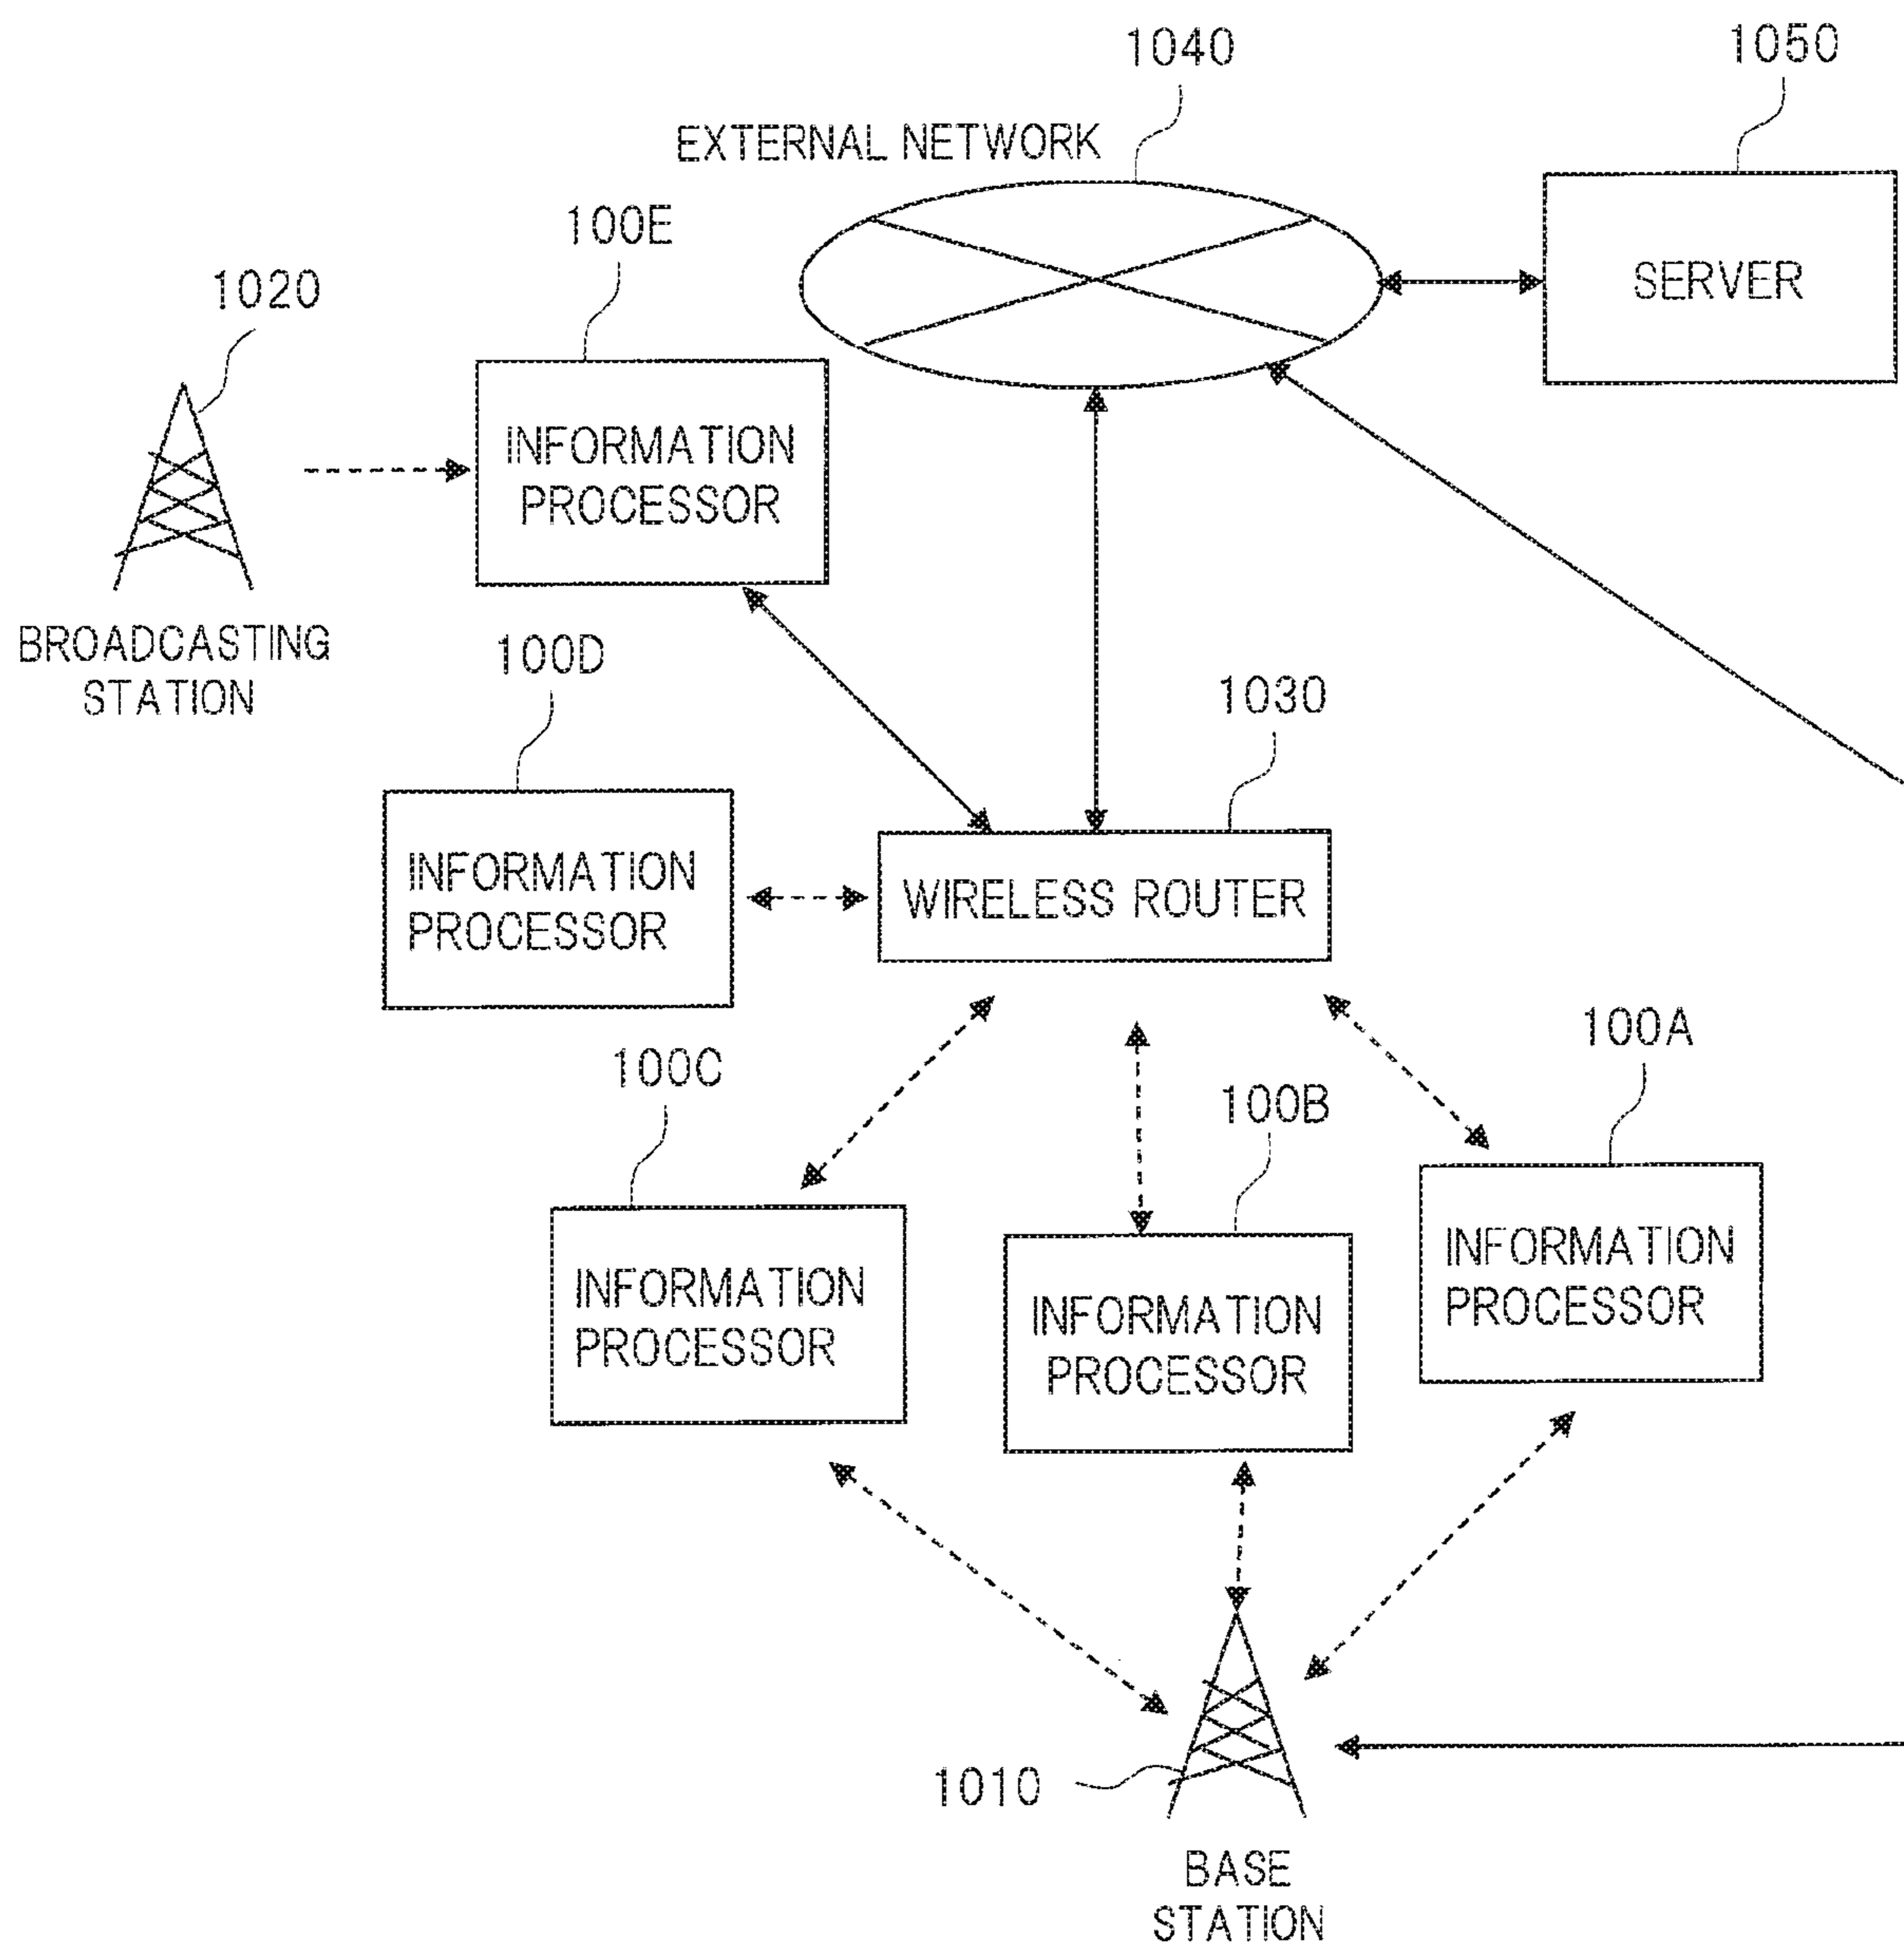 1040
1050
EXTERNAL NETWORK
100E
1020
SERVER
INFORMATION
PROCESSOR
BROADCASTING
STATION
100D
1030
INFORMATION
PROCESSOR
WIRELESS ROUTER
100C
100B
100A
INFORMATION
PROCESSOR
INFORMATION
PROCESSOR
INFORMATION
PROCESSOR
1010
BASE
STATION